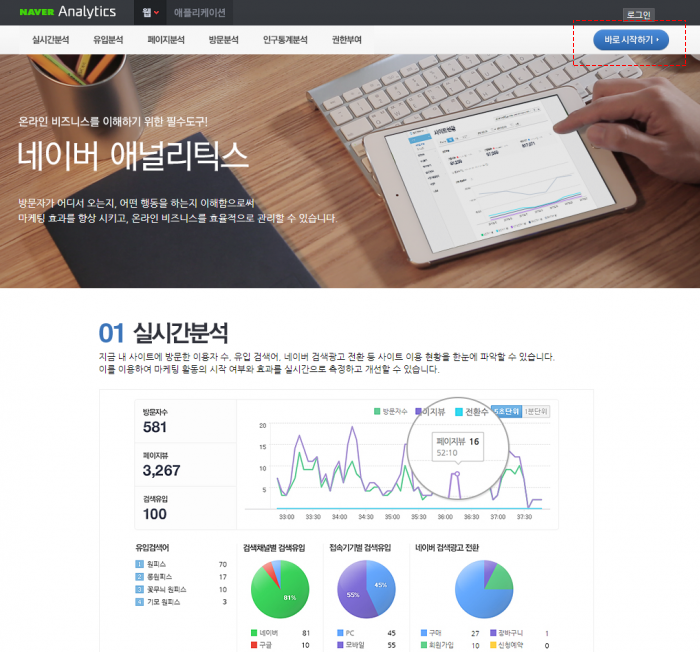 NAVER Analytics 웹 애플리케이션 로그인
실시간분석 유입분석 페이지분석 방문분석 인구통계분석 권한부여 바로 시작하기
온라인 비즈니스를 이해하기 위한 필수도구!
네이버 애널리틱스
방문자가 어디서 오는지, 어떤 행동을 하는지 이해함으로써
마케팅 효과를 향상 시키고, 온라인 비즈니스를 효율적으로 관리할 수 있습니다.
사이트현황
01 실시간분석
지금 내 사이트에 방문한 이용자 수, 유입 검색어, 네이버 검색광고 전환 등 사이트 이용 현황을 한눈에 파악할 수 있습니다.
이를 이용하여 마케팅 활동의 시작 여부와 효과를 실시간으로 측정하고 개선할 수 있습니다.
방문자수
581
페이지뷰
3,267
검색유입
100
방문자수 이지뷰 전환수 5초단위 1분단위
페이지뷰 16
52:10
20
15
10
5
33:00 33:30 34:00 34:30 35:00 35:30 36:00 36:30 37:00 37:30
유입검색어
1 원피스 70
2 롱원피스 17
3 꽃무늬 원피스 10
4 기모 원피스 3
검색채널별 검색유입
81%
네이버 81
구글 10
접속기기별 검색유입
45%
55%
PC 45
모바일 55
네이버 검색광고 전환
구매 27 장바구니 1
회원가입 10 신청예약 0